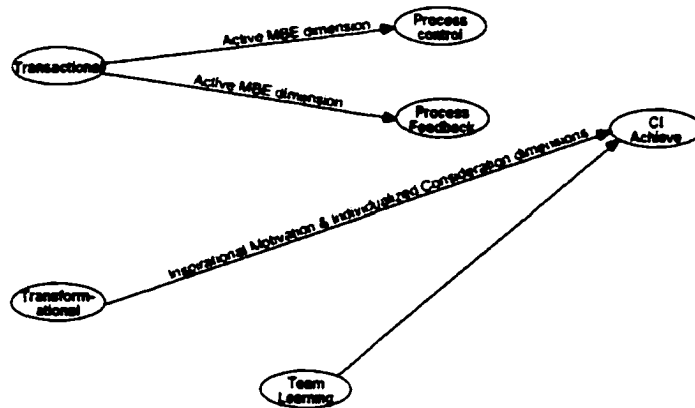 Active MBE dimension
Process
control
Transactional
Active MBE dimension
Process
Feedback
CI
Achieve
Inspirational Motivation & Individualized Consideration dimensions
Transform-
ational
Team
Learning